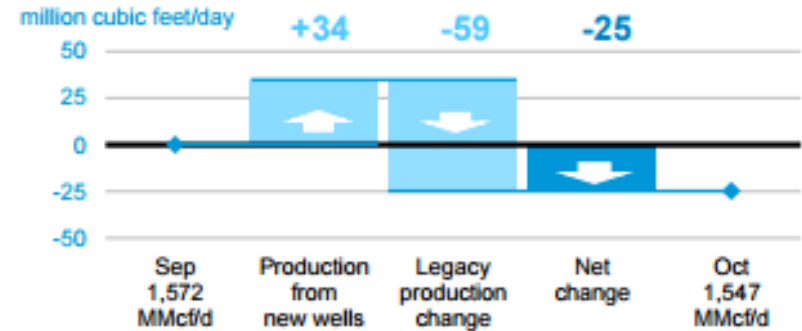 million cubic feet/day
+34 -59 -25
50
25
0
-25
-50
Sep
1,572
MMcf/d
Production
from
new wells
Legacy
production
change
Net
change
Oct
1,547
MMcf/d